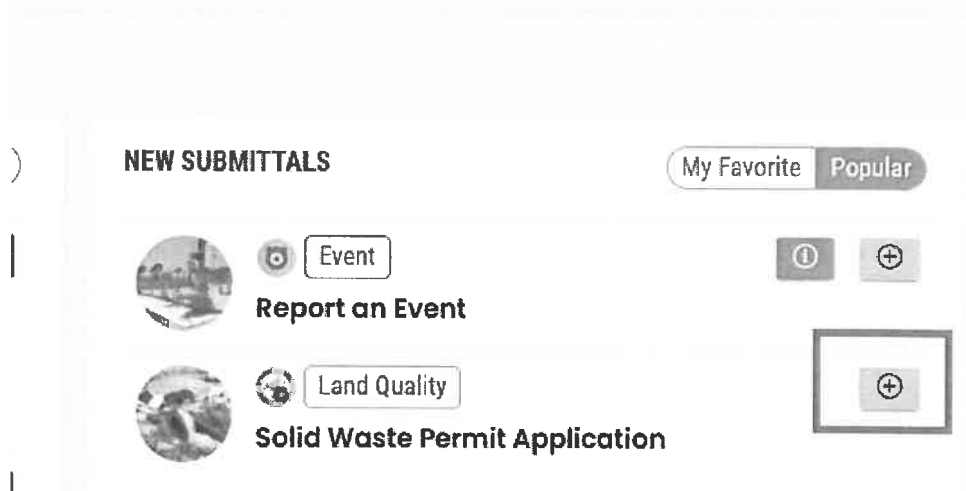 NEW SUBMITTALS
My Favorite Popular
Event
Report an Event
Land Quality
Solid Waste Permit Application